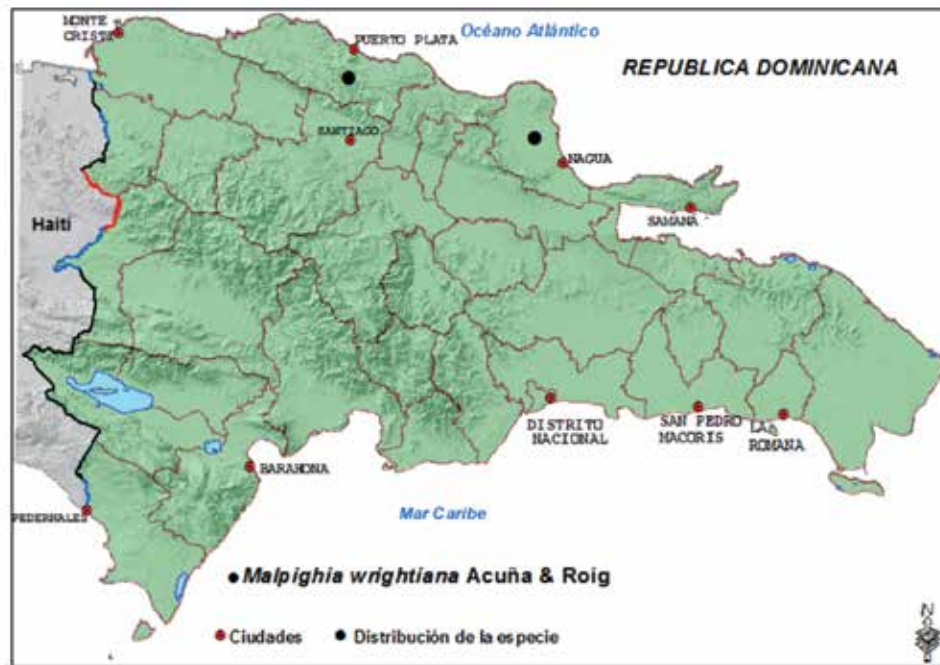 MONTE
CRISTI
Océano Atlántico
PUERTO PLATA
REPUBLICA DOMINICANA
SANTIAGO
NAGUA
Haití
SAMANA
DISTRITO
NACIONAL
SAN PEDRO
MACORIS
LA
ROMANA
BARAHONA
PEDERNALES
Mar Caribe
Malpighia wrightiana Acuña & Roig
Ciudades
Distribución de la especie
N